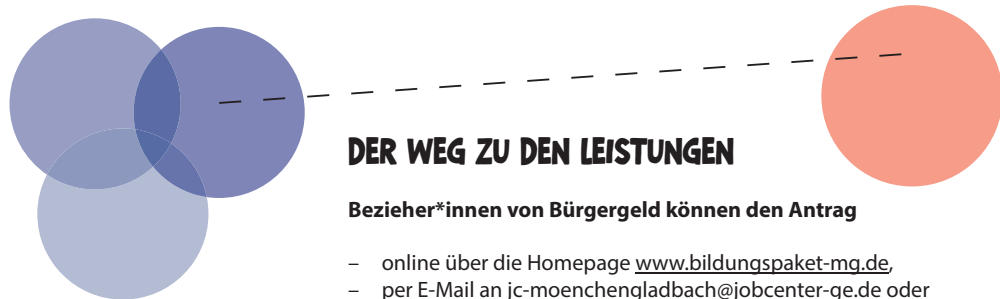 DER WEG ZU DEN LEISTUNGEN
Bezieher*innen von Bürgergeld können den Antrag
– online über die Homepage www.bildungspaket-mg.de,
– per E-Mail an jc-moenchengladbach@jobcenter-ge.de oder